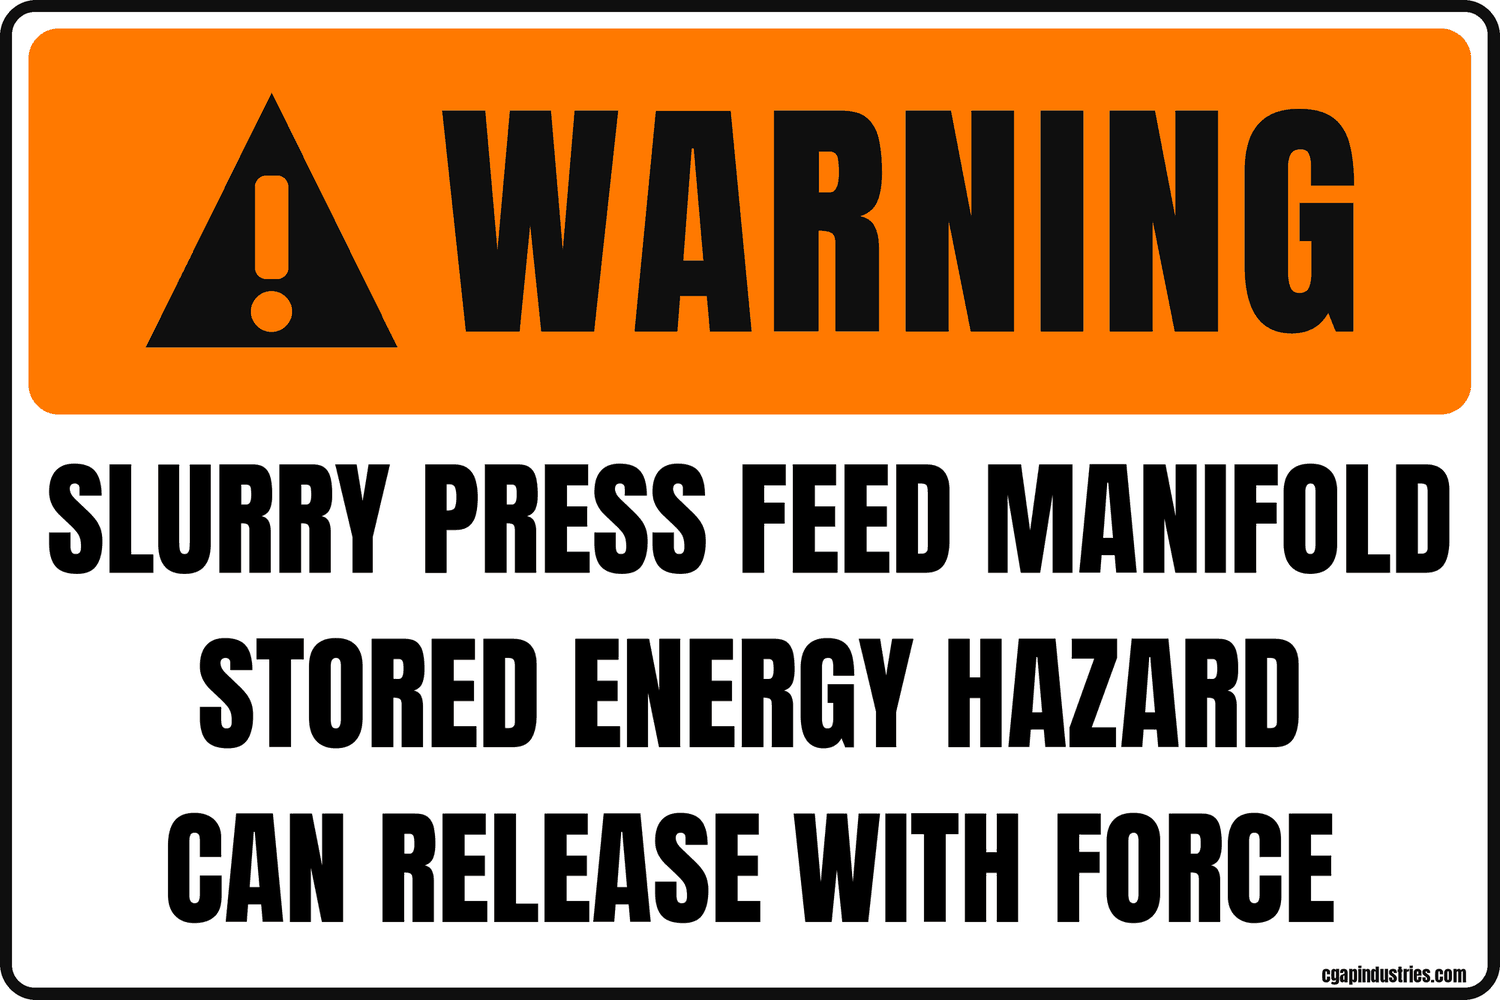 WARNING
SLURRY PRESS FEED MANIFOLD
STORED ENERGY HAZARD
CAN RELEASE WITH FORCE
cgapindustries.com